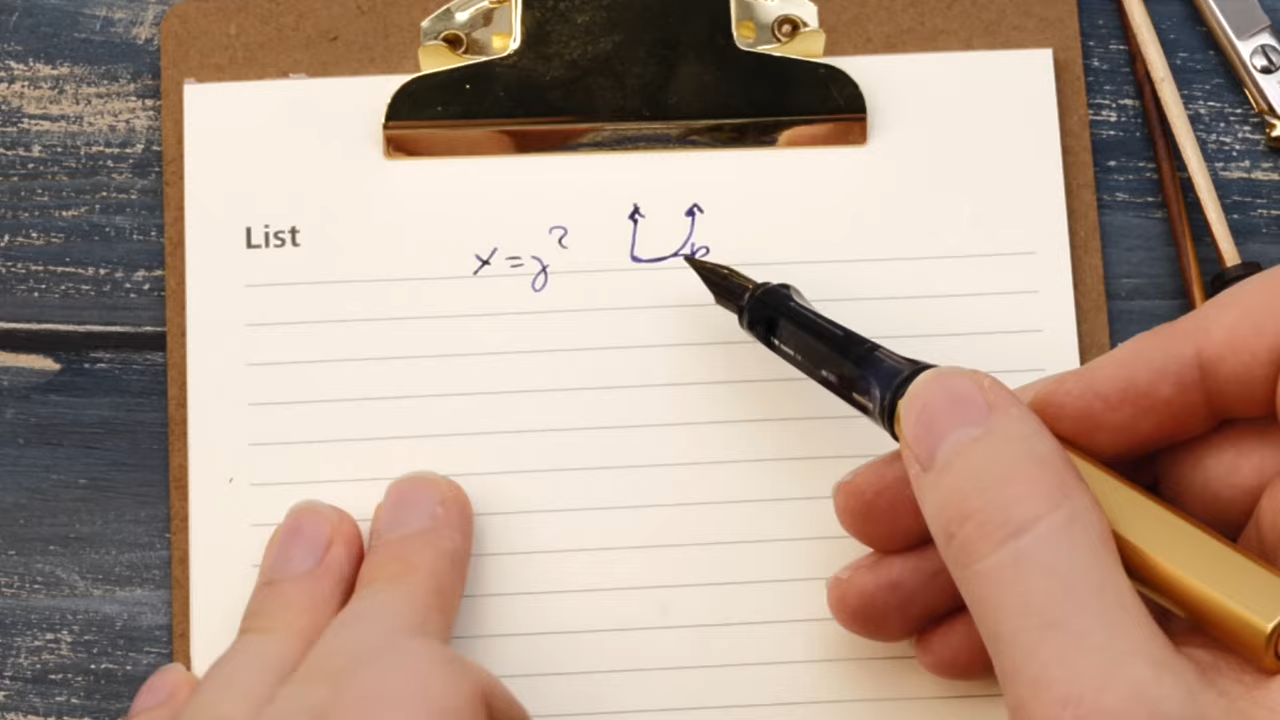 List
x = y²